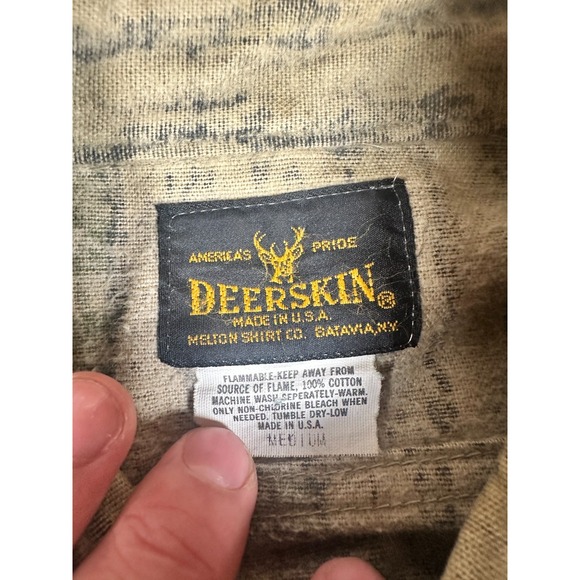 AMERICA'S PRIDE
DEERSKIN®
MADE IN U.S.A.
MELTON SHIRT CO. BATAVIA, N.Y.
FLAMMABLE-KEEP AWAY FROM
SOURCE OF FLAME, 100% COTTON
MACHINE WASH SEPERATELY-WARM.
ONLY NON-CHLORINE BLEACH WHEN
NEEDED. TUMBLE DRY-LOW
MADE IN U.S.A.
MEDIUM